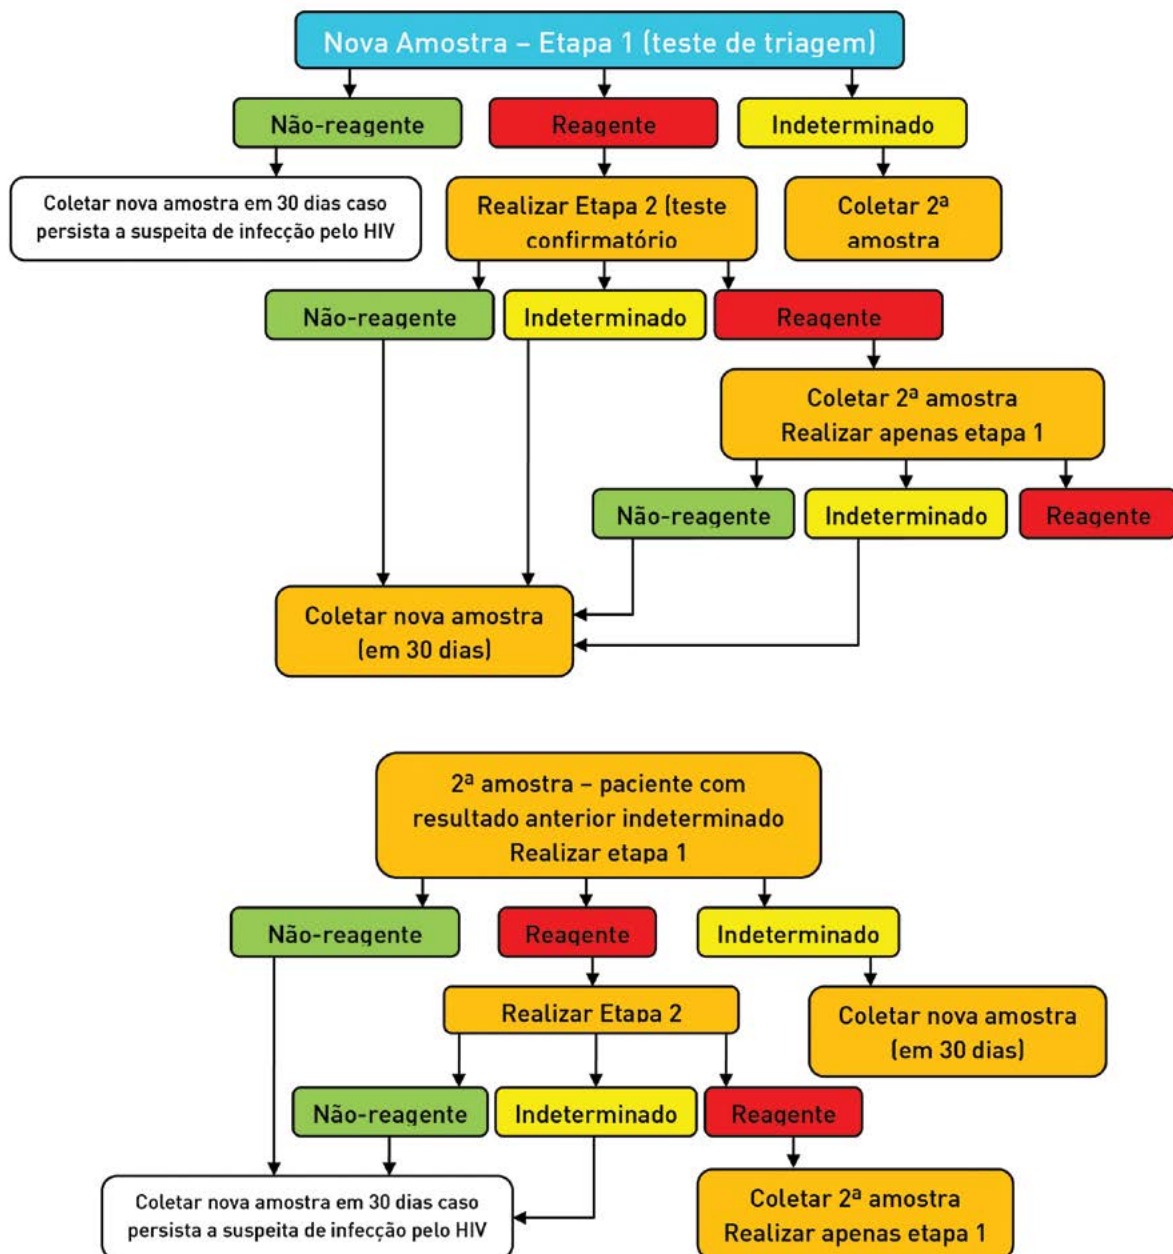 Nova Amostra – Etapa 1 (teste de triagem)
Não-reagente
Reagente
Indeterminado
Coletar nova amostra em 30 dias caso
persista a suspeita de infecção pelo HIV
Realizar Etapa 2 (teste
confirmatório
Coletar 2ª
amostra
Não-reagente
Indeterminado
Reagente
Coletar 2ª amostra
Realizar apenas etapa 1
Não-reagente
Indeterminado
Reagente
Coletar nova amostra
(em 30 dias)
2ª amostra – paciente com
resultado anterior indeterminado
Realizar etapa 1
Não-reagente
Reagente
Indeterminado
Realizar Etapa 2
Coletar nova amostra
(em 30 dias)
Não-reagente
Indeterminado
Reagente
Coletar nova amostra em 30 dias caso
persista a suspeita de infecção pelo HIV
Coletar 2ª amostra
Realizar apenas etapa 1